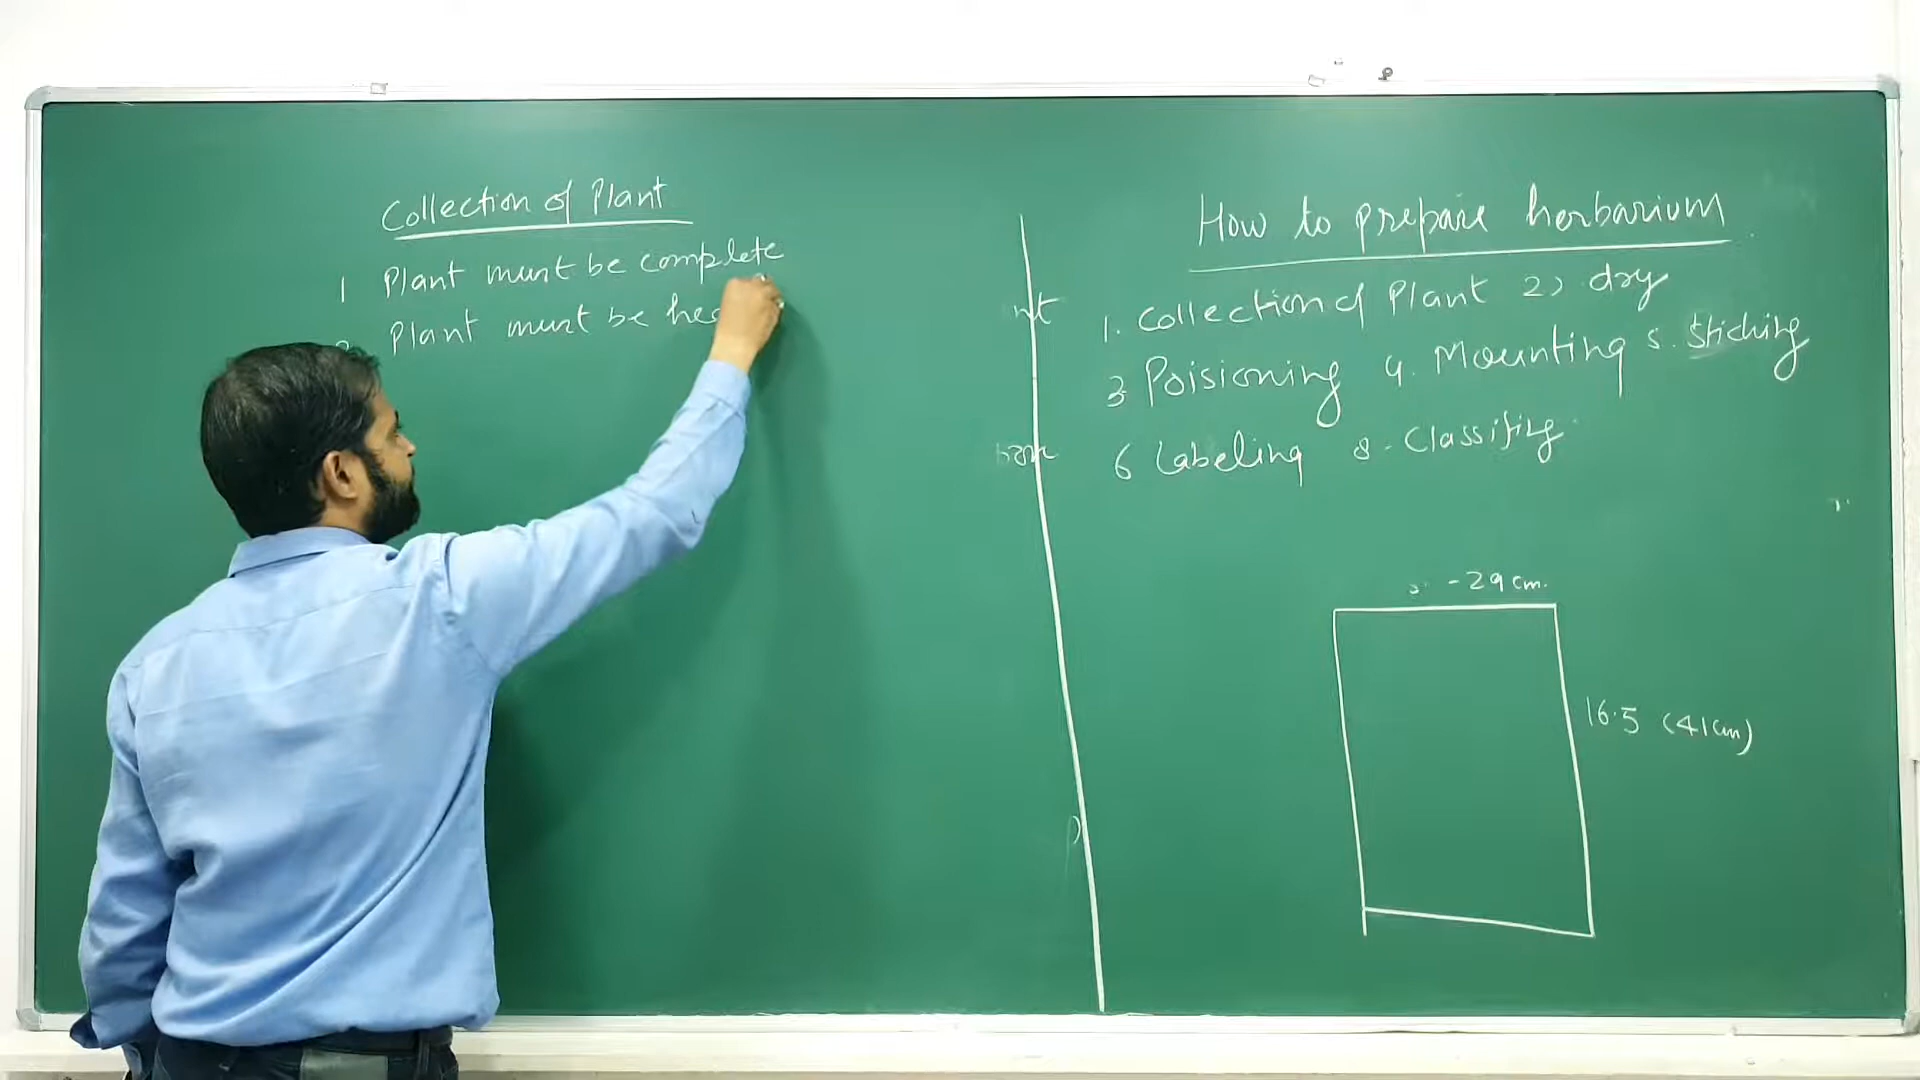 Collection of Plant
1 Plant must be complete
Plant must be hea
How to prepare herbarium
1. Collection of Plant 2) dry
3 Poisioning 4. Mounting 5. Stiching
6 Labeling 8. Classifing.
-29 cm.
16.5 (41cm)